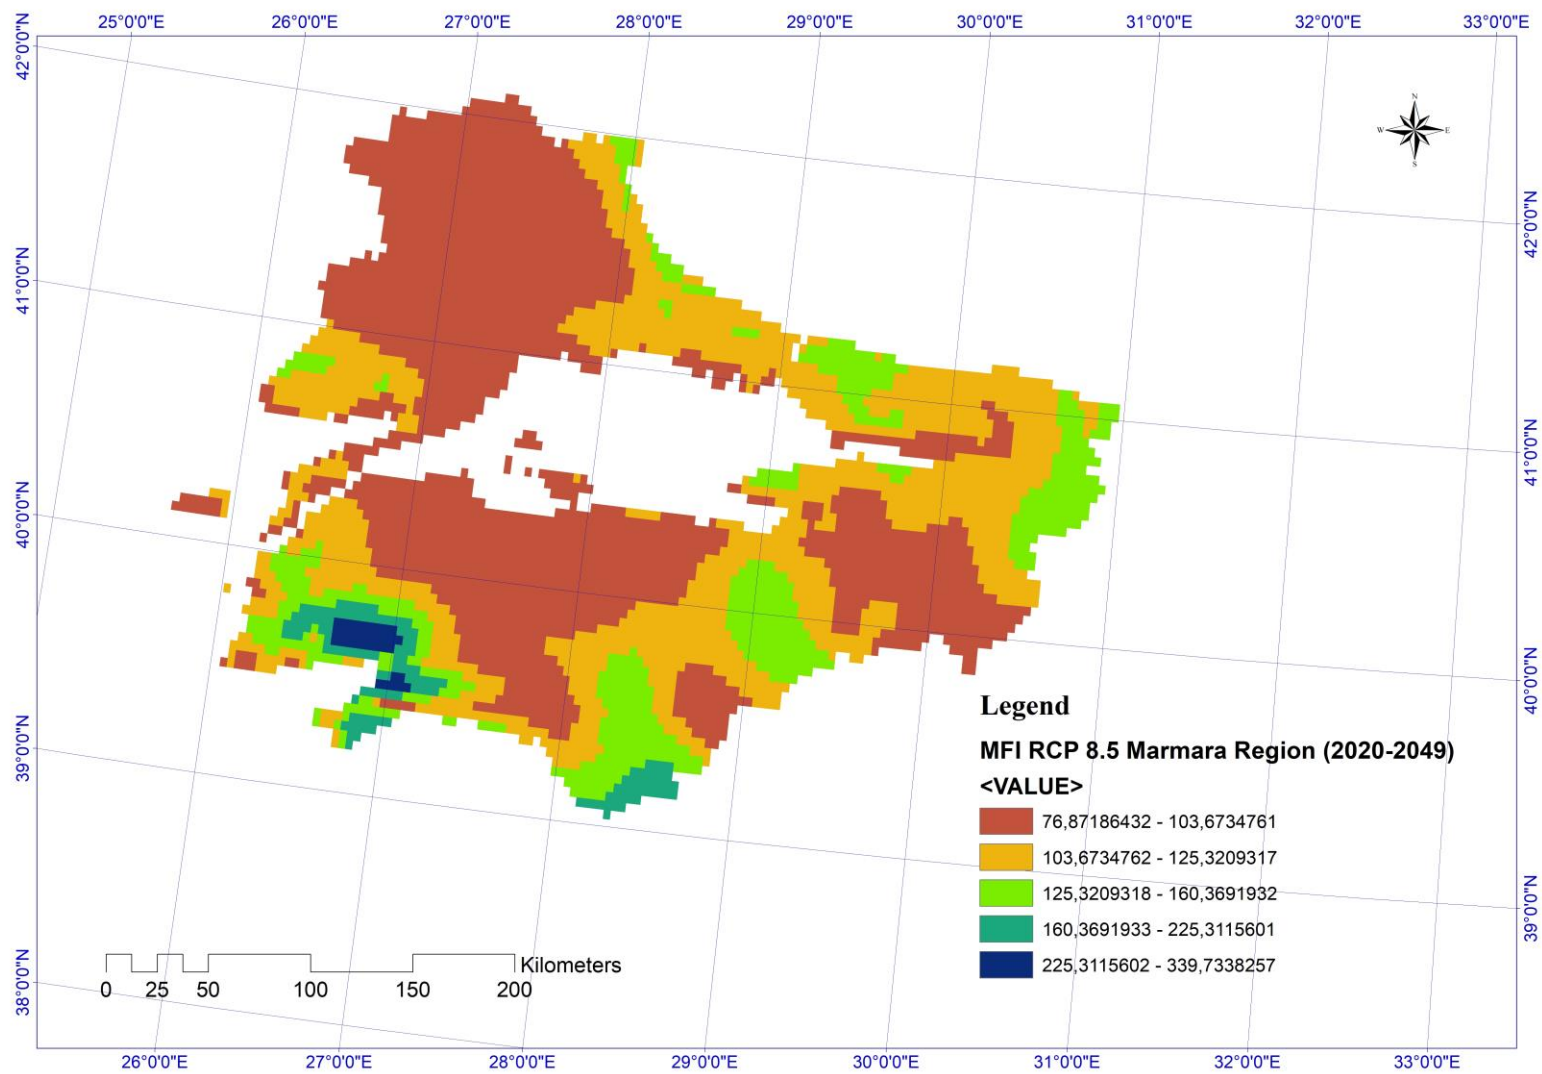 25°0'0"E 26°0'0"E 27°0'0"E 28°0'0"E 29°0'0"E 30°0'0"E 31°0'0"E 32°0'0"E 33°0'0"E
42°0'0"N
41°0'0"N
40°0'0"N
39°0'0"N
38°0'0"N
N
W E
S
42°0'0"N
41°0'0"N
40°0'0"N
39°0'0"N
Legend
MFI RCP 8.5 Marmara Region (2020-2049)
<VALUE>
76,87186432 - 103,6734761
103,6734762 - 125,3209317
125,3209318 - 160,3691932
160,3691933 - 225,3115601
225,3115602 - 339,7338257
Kilometers
0 25 50 100 150 200
26°0'0"E 27°0'0"E 28°0'0"E 29°0'0"E 30°0'0"E 31°0'0"E 32°0'0"E 33°0'0"E